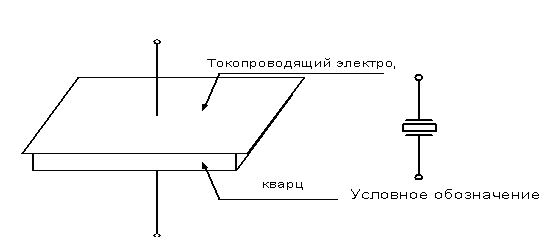 Токопроводящий электро,
кварц
Условное обозначение